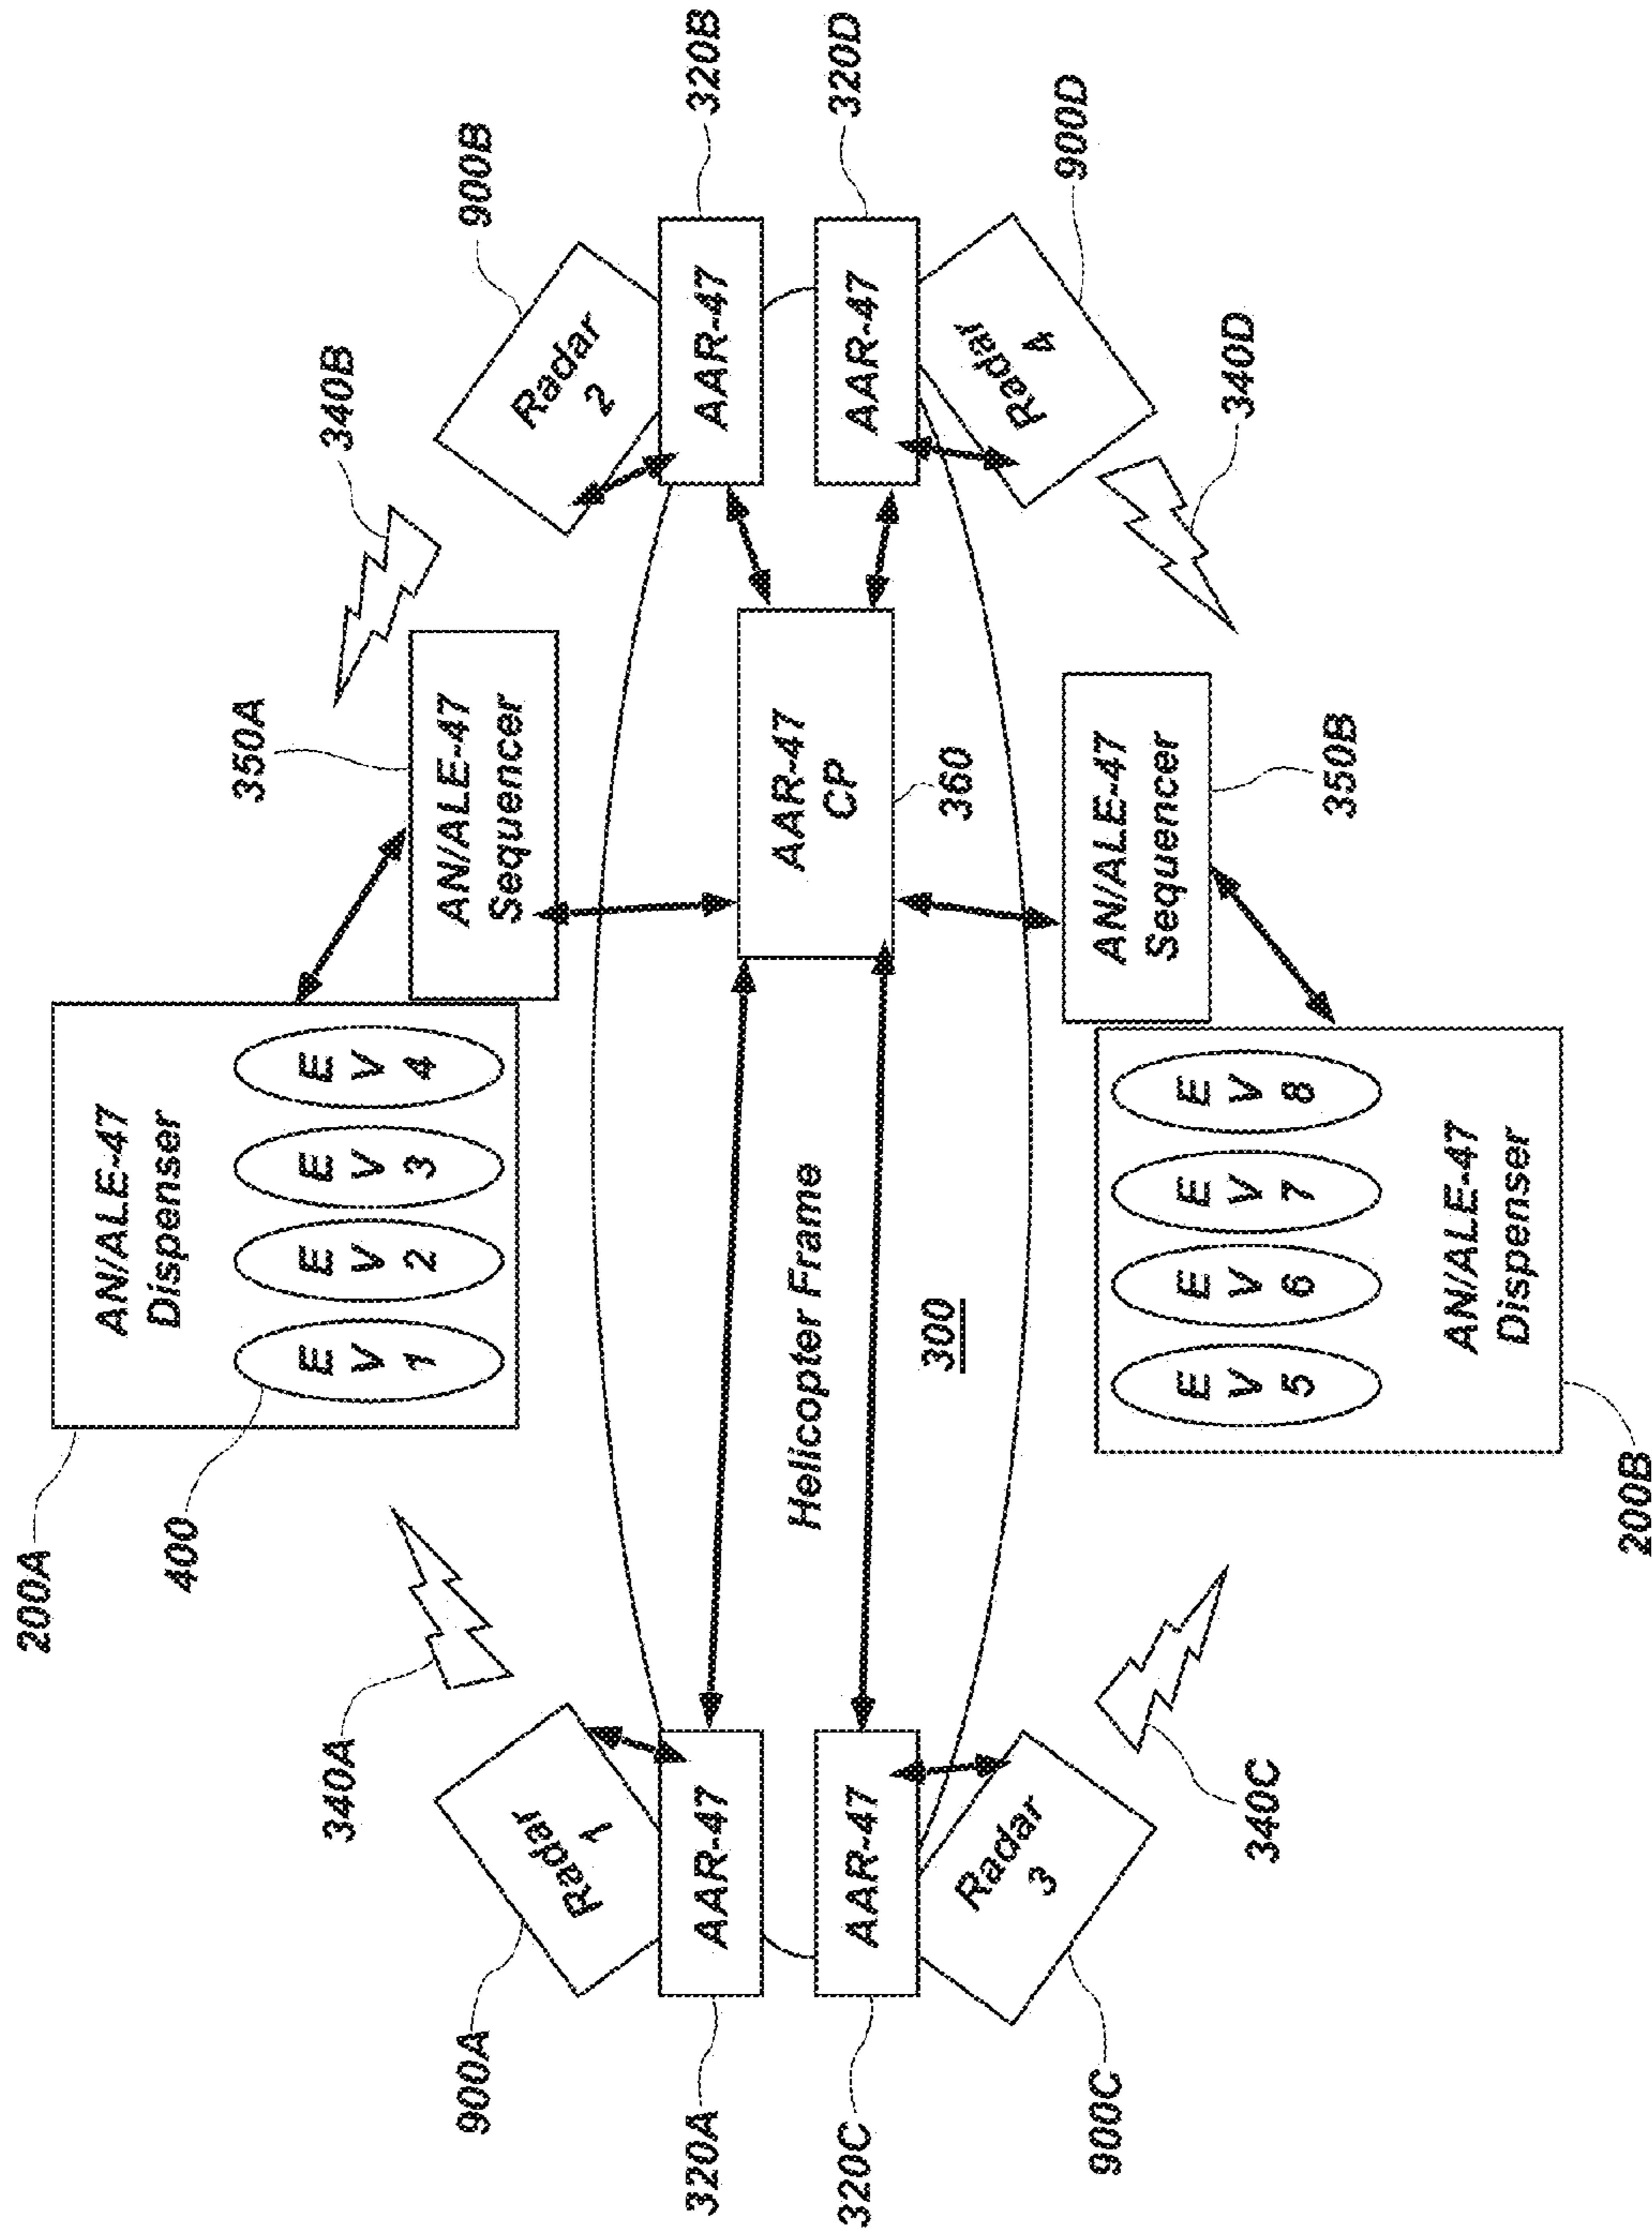 200A
400
AN/ALE-47
Dispenser
E
V
1
E
V
2
E
V
3
E
V
4
350A
AN/ALE-47
Sequencer
340A
340B
900A
Radar
1
900B
Radar
2
320A
AAR-47
AAR-47
320B
AAR-47
CP
360
Helicopter Frame
300
320C
AAR-47
AAR-47
320D
900C
Radar
3
Radar
4
900D
340C
340D
AN/ALE-47
Sequencer
350B
E
V
5
E
V
6
E
V
7
E
V
8
AN/ALE-47
Dispenser
200B